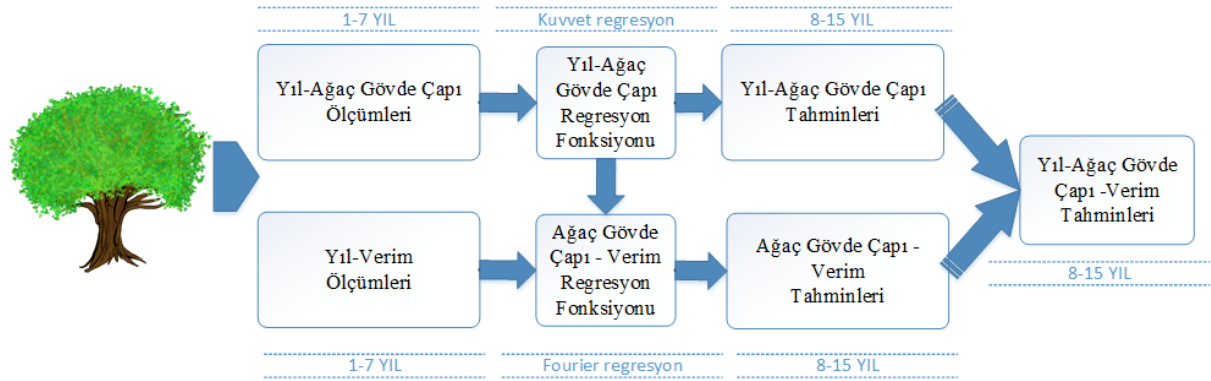 1-7 YIL
Kuvvet regresyon
8-15 YIL
Yıl-Ağaç Gövde Çapı
Ölçümleri
Yıl-Ağaç
Gövde Çapı
Regresyon
Fonksiyonu
Yıl-Ağaç Gövde Çapı
Tahminleri
Yıl-Ağaç Gövde
Çapı -Verim
Tahminleri
8-15 YIL
Yıl-Verim
Ölçümleri
Ağaç Gövde
Çapı - Verim
Regresyon
Fonksiyonu
Ağaç Gövde Çapı -
Verim
Tahminleri
1-7 YIL
Fourier regresyon
8-15 YIL